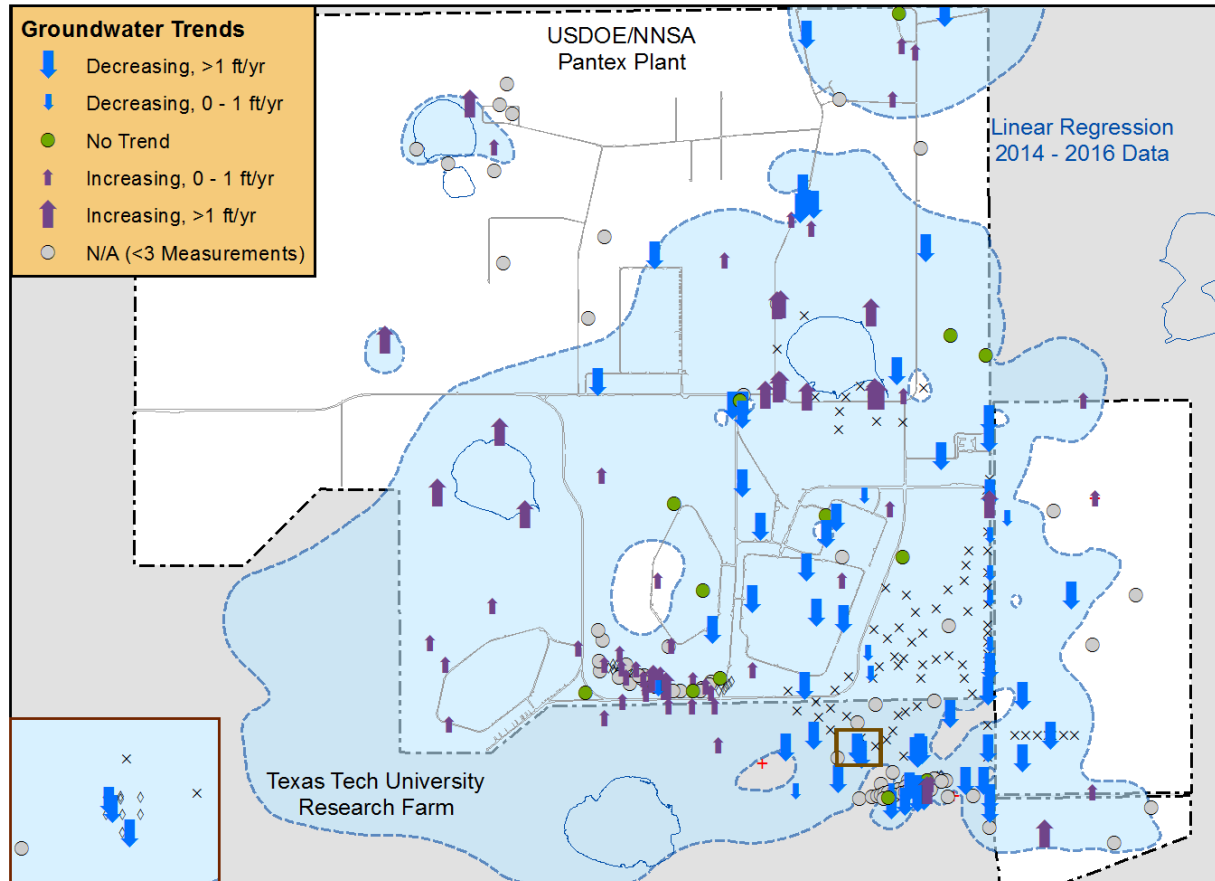 Groundwater Trends
Decreasing, >1 ft/yr
Decreasing, 0 - 1 ft/yr
No Trend
Increasing, 0 - 1 ft/yr
Increasing, >1 ft/yr
N/A (<3 Measurements)
USDOE/NNSA
Pantex Plant
Linear Regression
2014 - 2016 Data
Texas Tech University
Research Farm